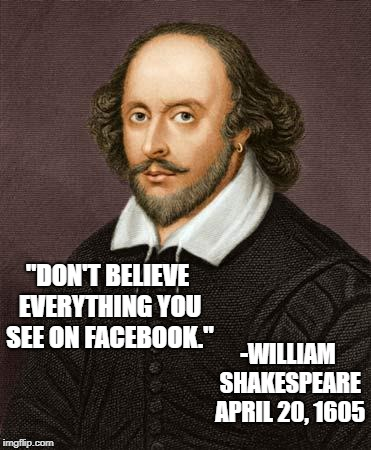 "DON'T BELIEVE
EVERYTHING YOU
SEE ON FACEBOOK."
-WILLIAM
SHAKESPEARE
APRIL 20, 1605
imgflip.com